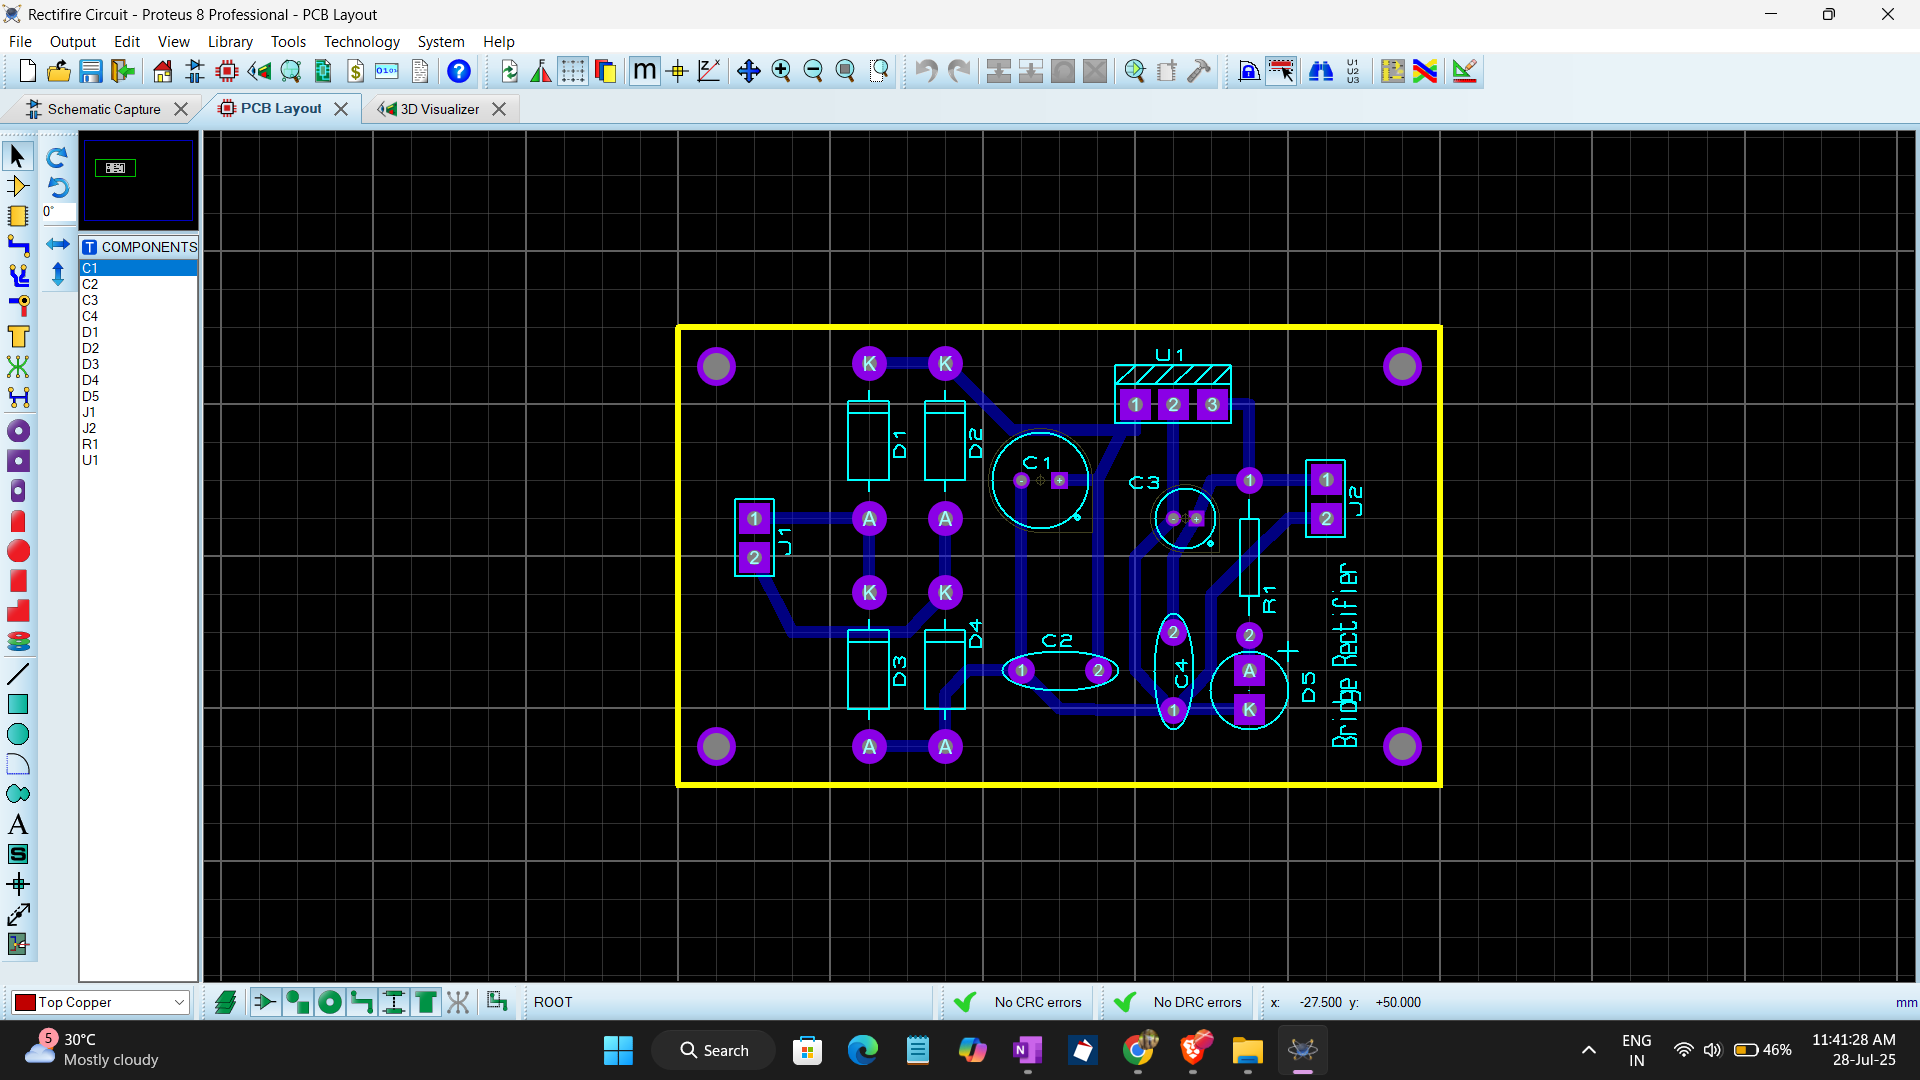 Rectifire Circuit - Proteus 8 Professional - PCB Layout
File Output Edit View Library Tools Technology System Help
Schematic Capture PCB Layout 3D Visualizer
0°
T COMPONENTS
C1
C2
C3
C4
D1
D2
D3
D4
D5
J1
J2
R1
U1
U1
K K
1 2 3
D1 D2
C1
- +
C3
1 1
J2
1 A A
J1
- +
2
2
K K
R1
D4
D3
C2
1 2
2
C4
1
2
A
K
D5
Bridge Rectifier
A A
Top Copper
ROOT
No CRC errors
No DRC errors
x: -27.500 y: +50.000
mm
5
30°C
Mostly cloudy
Search
ENG
IN
46%
11:41:28 AM
28-Jul-25